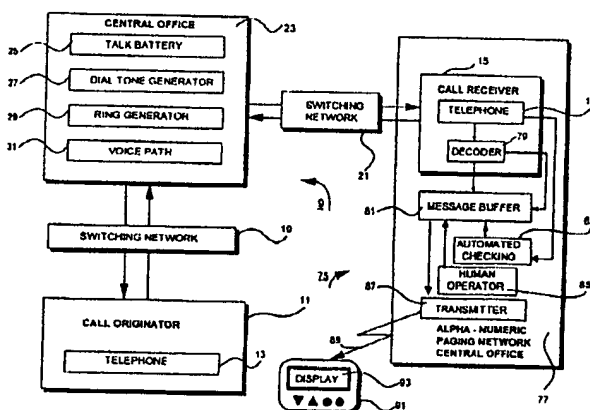 CENTRAL OFFICE
23
25
TALK BATTERY
27
DIAL TONE GENERATOR
29
RING GENERATOR
31
VOICE PATH
SWITCHING NETWORK
21
15
CALL RECEIVER
TELEPHONE
79
DECODER
81
MESSAGE BUFFER
AUTOMATED CHECKING
HUMAN OPERATOR
85
87
TRANSMITTER
ALPHA - NUMERIC
PAGING NETWORK
CENTRAL OFFICE
77
SWITCHING NETWORK
19
75
11
CALL ORIGINATOR
TELEPHONE
13
89
DISPLAY
93
91